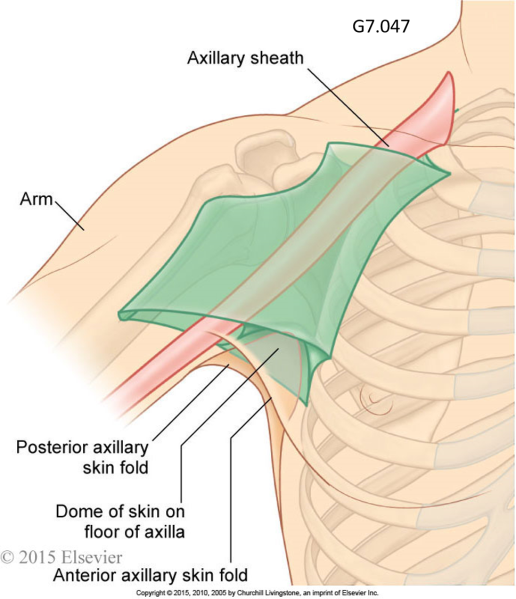 G7.047
Axillary sheath
Arm
Posterior axillary
skin fold
Dome of skin on
floor of axilla
© 2015 Elsevier
Anterior axillary skin fold
Copyright © 2015, 2010, 2005 by Churchill Livingstone, an imprint of Elsevier Inc.